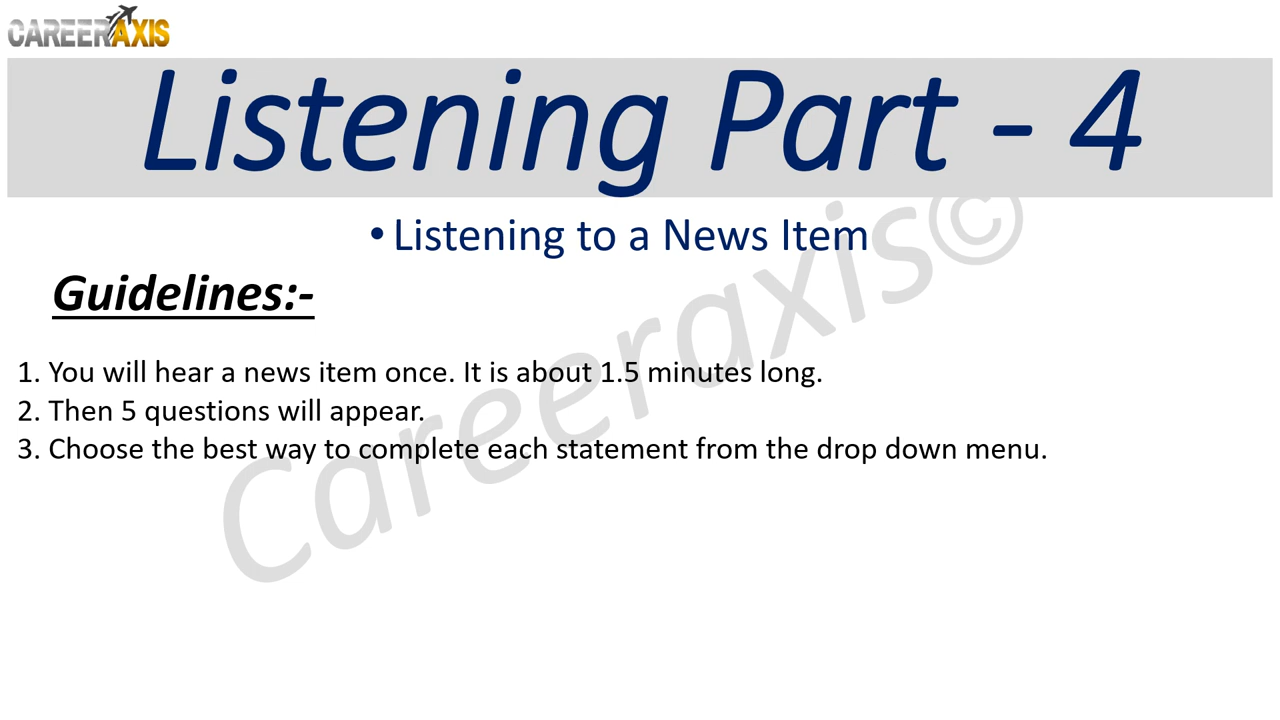 CAREERAXIS
Listening Part - 4
• Listening to a News Item
Guidelines:-
1. You will hear a news item once. It is about 1.5 minutes long.
2. Then 5 questions will appear.
3. Choose the best way to complete each statement from the drop down menu.
Careeraxis©